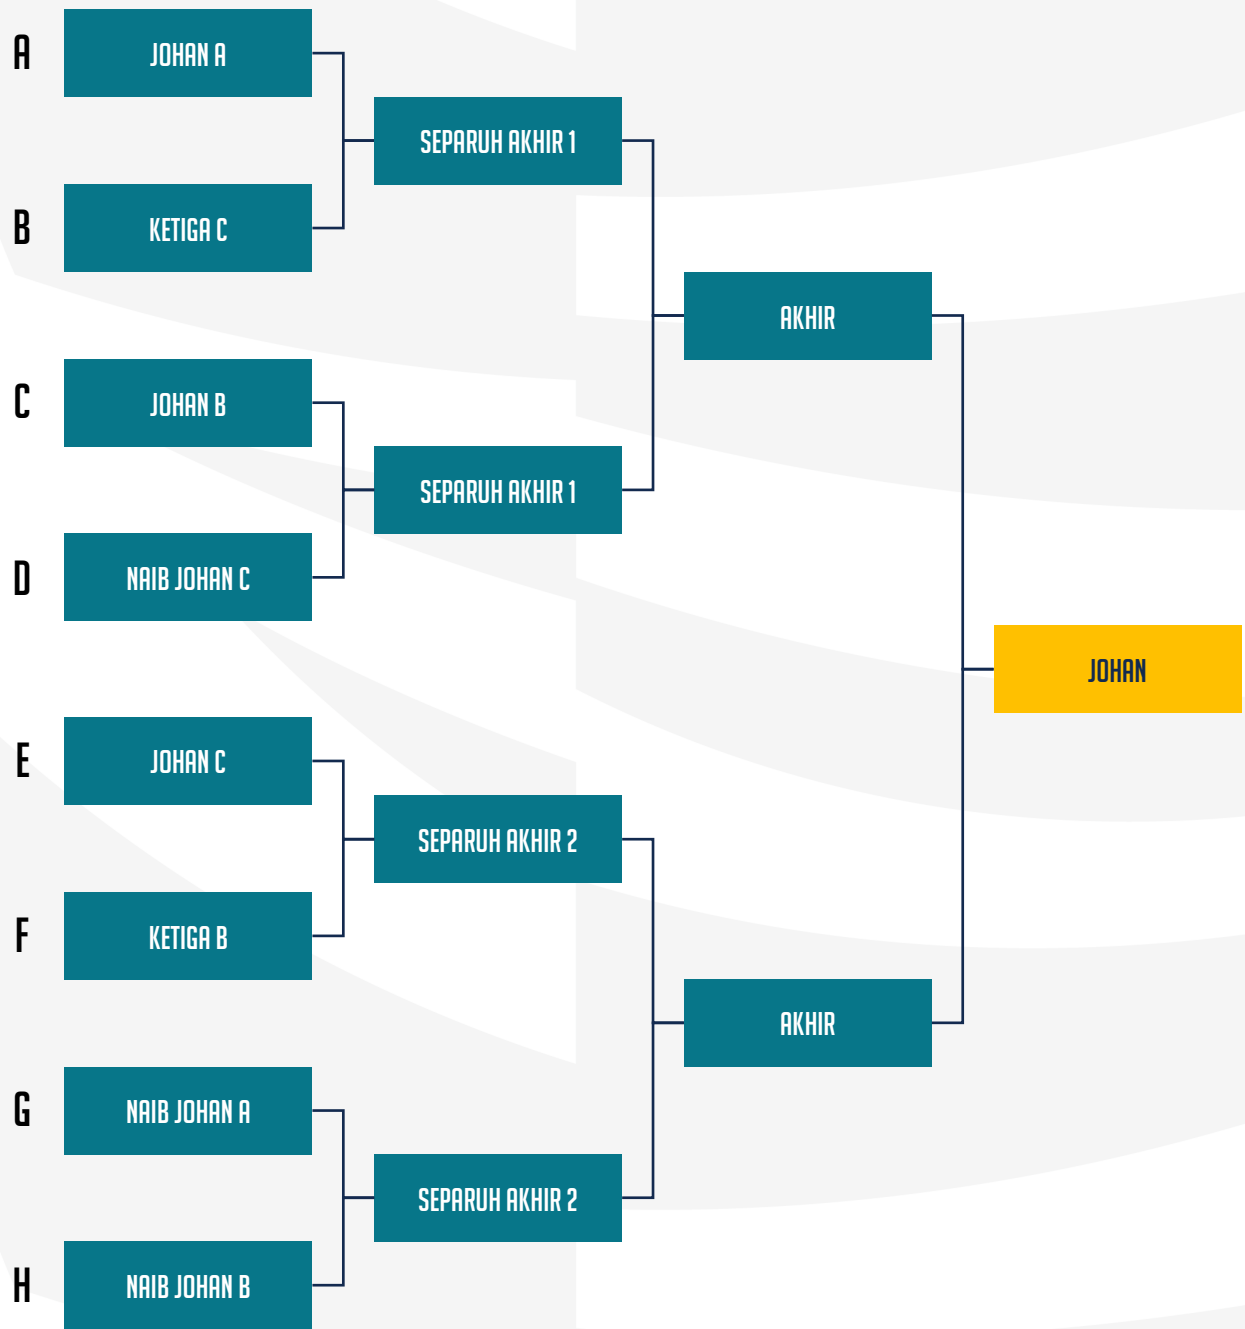 A
JOHAN A
SEPARUH AKHIR 1
B
KETIGA C
AKHIR
C
JOHAN B
SEPARUH AKHIR 1
D
NAIB JOHAN C
JOHAN
E
JOHAN C
SEPARUH AKHIR 2
F
KETIGA B
AKHIR
G
NAIB JOHAN A
SEPARUH AKHIR 2
H
NAIB JOHAN B